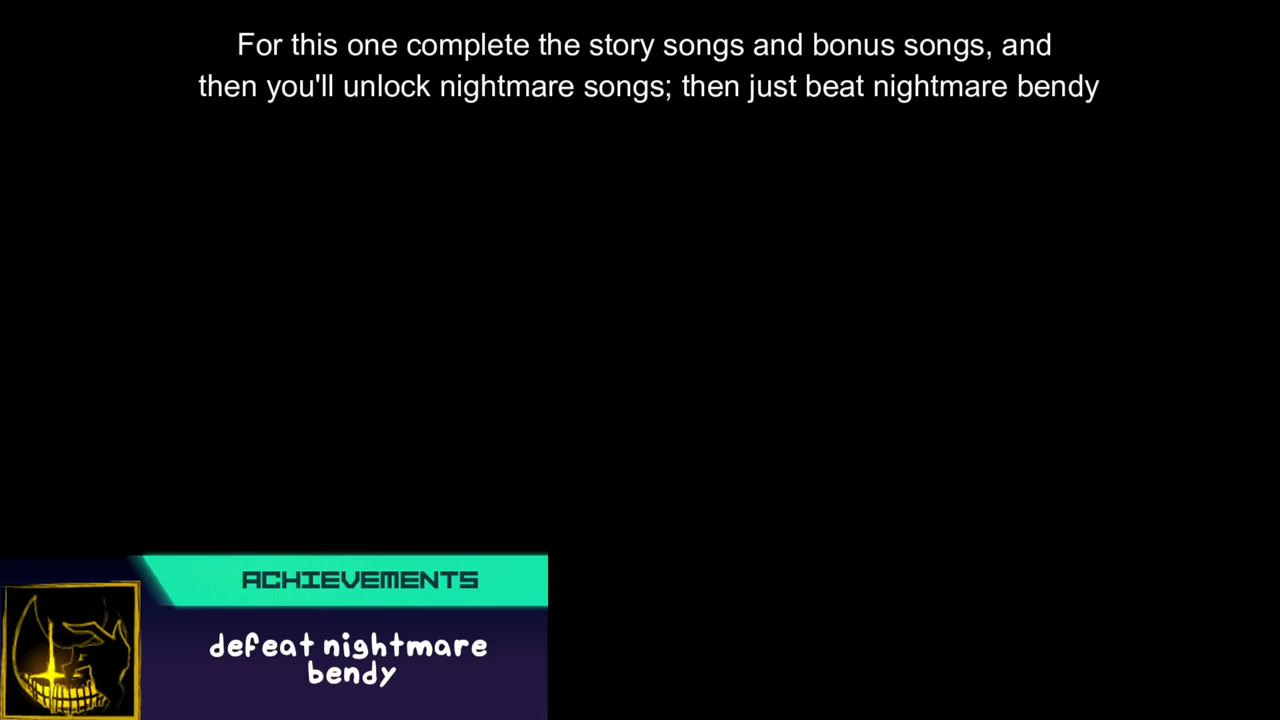 For this one complete the story songs and bonus songs, and
then you'll unlock nightmare songs; then just beat nightmare bendy
ACHIEVEMENTS
defeat nightmare
bendy